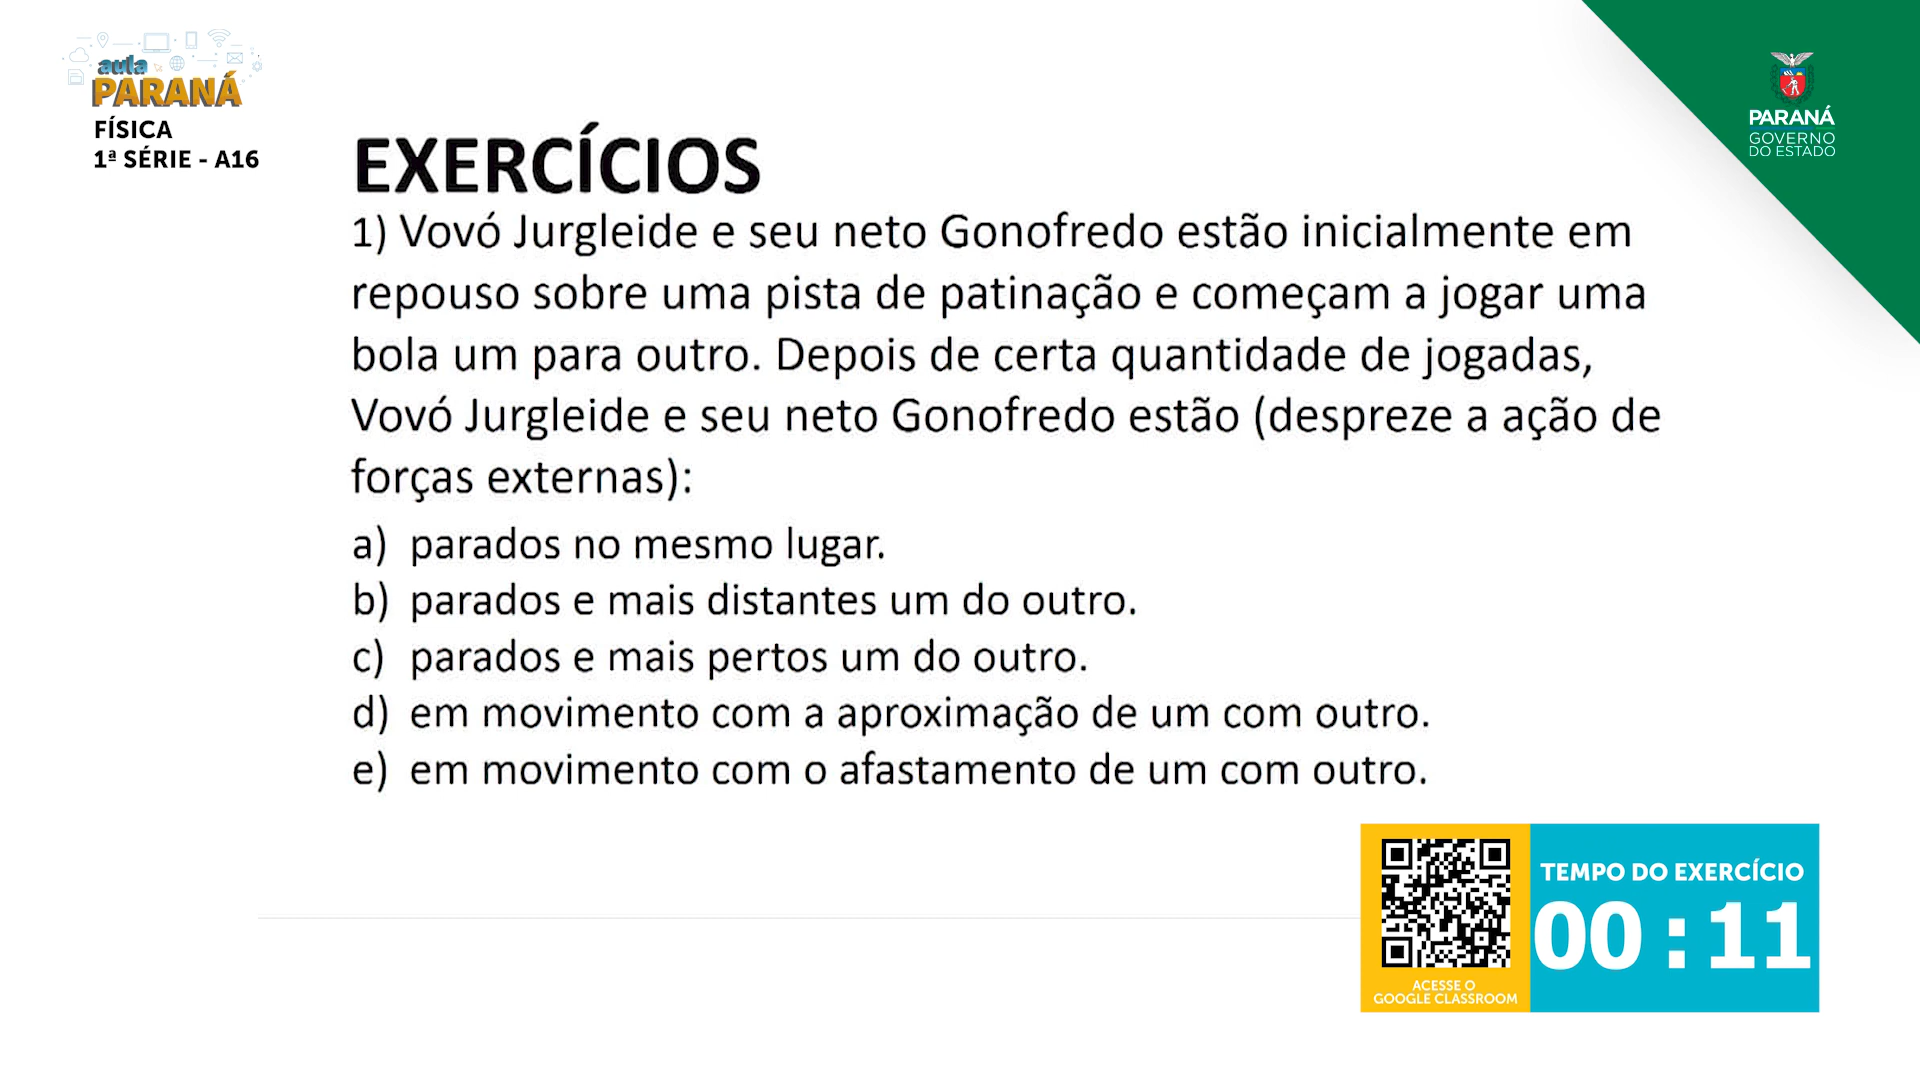 aula
PARANÁ
FÍSICA
1ª SÉRIE - A16
PARANÁ
GOVERNO
DO ESTADO
EXERCÍCIOS
1) Vovó Jurgleide e seu neto Gonofredo estão inicialmente em
repouso sobre uma pista de patinação e começam a jogar uma
bola um para outro. Depois de certa quantidade de jogadas,
Vovó Jurgleide e seu neto Gonofredo estão (despreze a ação de
forças externas):
a) parados no mesmo lugar.
b) parados e mais distantes um do outro.
c) parados e mais pertos um do outro.
d) em movimento com a aproximação de um com outro.
e) em movimento com o afastamento de um com outro.
TEMPO DO EXERCÍCIO
00 : 11
ACESSE O
GOOGLE CLASSROOM